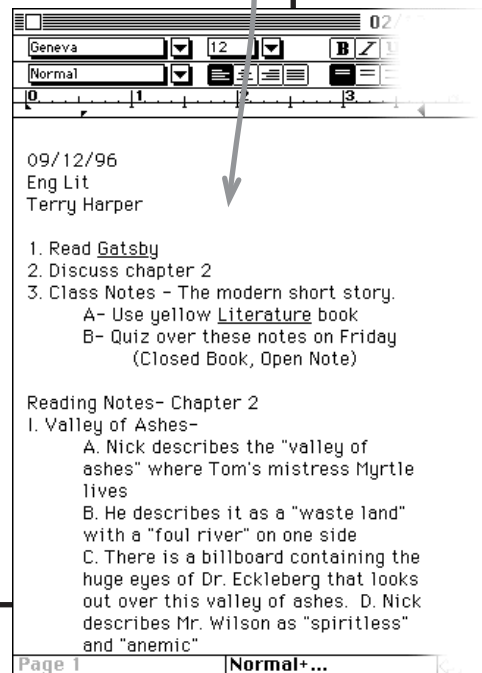 02/
Geneva 12 B I U
Normal
0 1 2 3
09/12/96
Eng Lit
Terry Harper
1. Read Gatsby
2. Discuss chapter 2
3. Class Notes - The modern short story.
A- Use yellow Literature book
B- Quiz over these notes on Friday
(Closed Book, Open Note)
Reading Notes- Chapter 2
I. Valley of Ashes-
A. Nick describes the "valley of
ashes" where Tom's mistress Myrtle
lives
B. He describes it as a "waste land"
with a "foul river" on one side
C. There is a billboard containing the
huge eyes of Dr. Eckleberg that looks
out over this valley of ashes. D. Nick
describes Mr. Wilson as "spiritless"
and "anemic"
Page 1 Normal+...